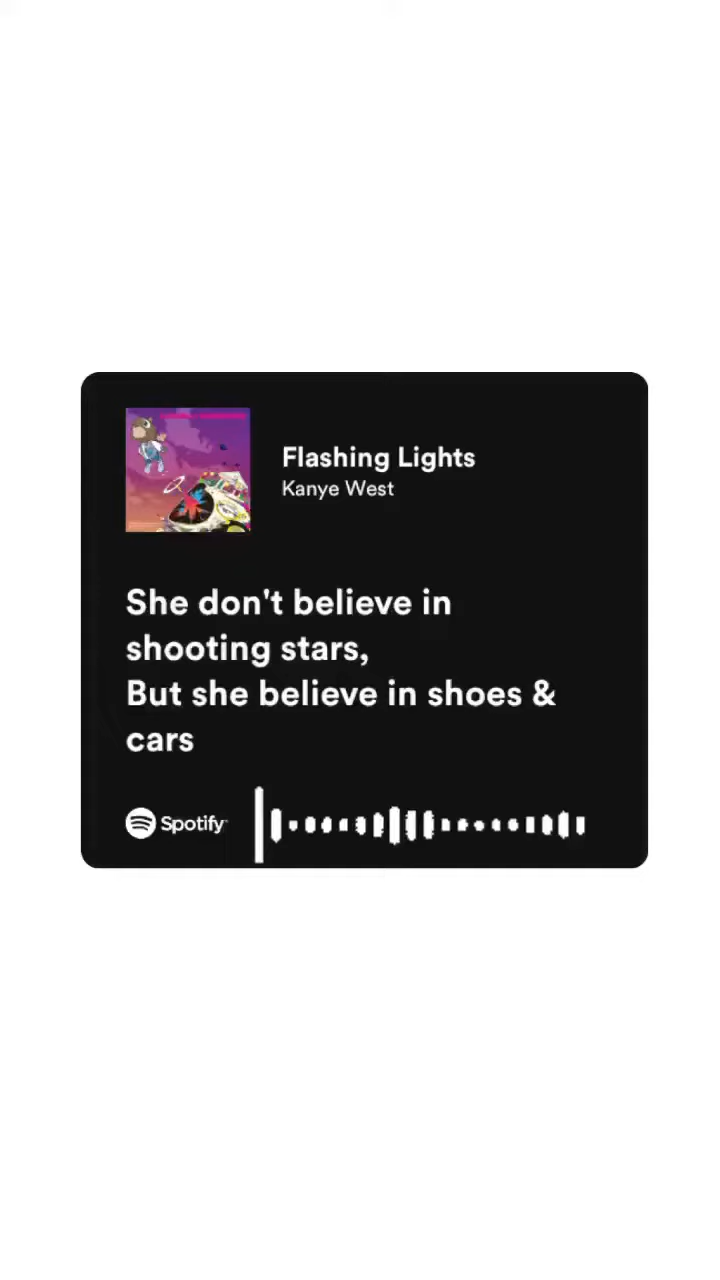 Flashing Lights
Kanye West
She don't believe in
shooting stars,
But she believe in shoes &
cars
Spotify